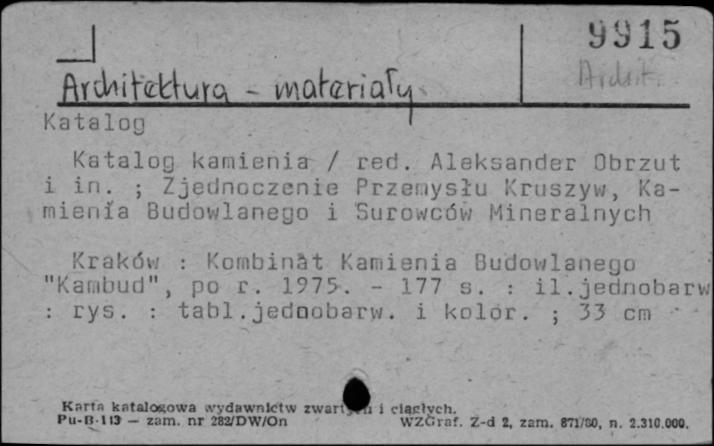 9915
Archit.
Architektura - materiały
Katalog
Katalog kamienia / red. Aleksander Obrzut
i in. ; Zjednoczenie Przemysłu Kruszyw, Ka-
mienia Budowlanego i Surowców Mineralnych
Kraków : Kombinat Kamienia Budowlanego
"Kambud", po r. 1975. - 177 s. : il.jednobarw
: rys. : tabl.jednobarw. i kolor. ; 33 cm
Karta katalogowa wydawnictw zwartych i ciągłych.
Pu-B-113 — zam. nr 282/DW/On WZGraf. Z-d 2, zam. 871/80, n. 2.310.000.